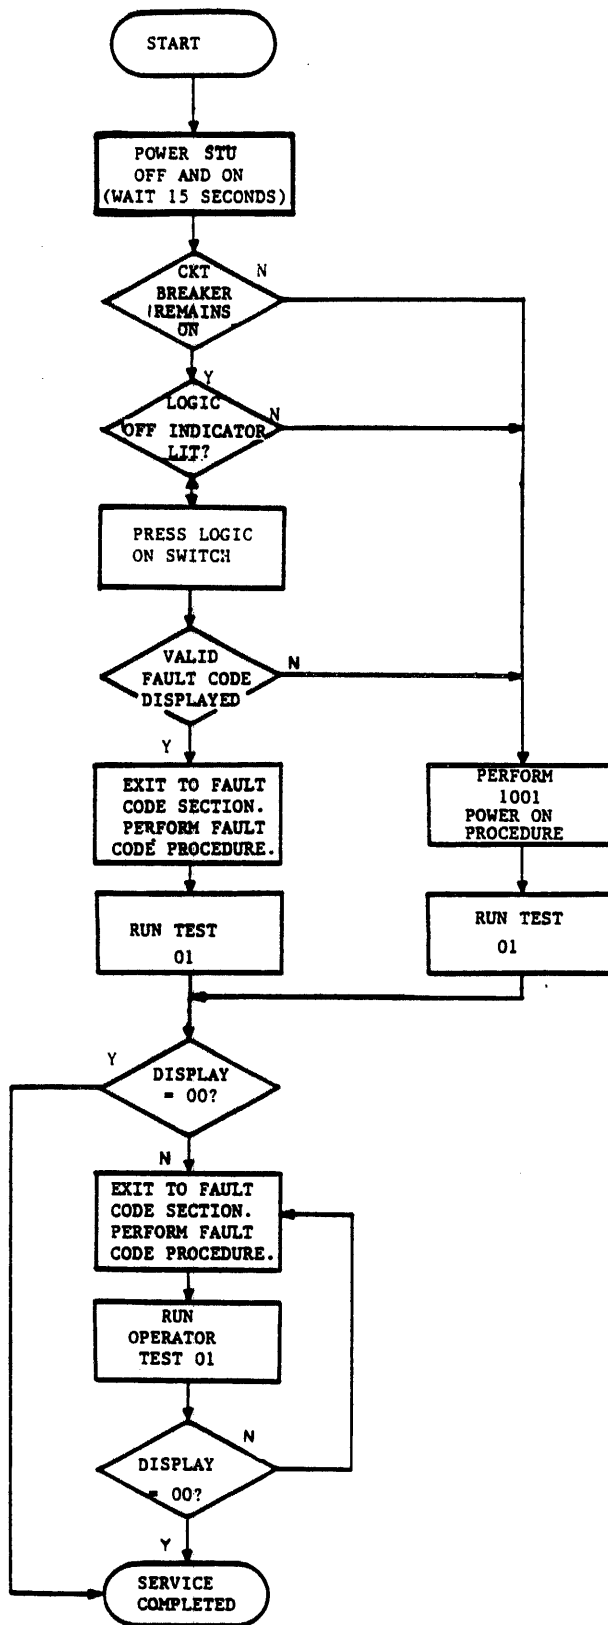 START
POWER STU
OFF AND ON
(WAIT 15 SECONDS)
CKT
BREAKER
REMAINS
ON
N
Y
LOGIC
OFF INDICATOR
LIT?
N
PRESS LOGIC
ON SWITCH
VALID
FAULT CODE
DISPLAYED
N
Y
EXIT TO FAULT
CODE SECTION.
PERFORM FAULT
CODE PROCEDURE.
PERFORM
1001
POWER ON
PROCEDURE
RUN TEST
01
RUN TEST
01
Y
DISPLAY
= 00?
N
EXIT TO FAULT
CODE SECTION.
PERFORM FAULT
CODE PROCEDURE.
RUN
OPERATOR
TEST 01
N
DISPLAY
= 00?
Y
SERVICE
COMPLETED